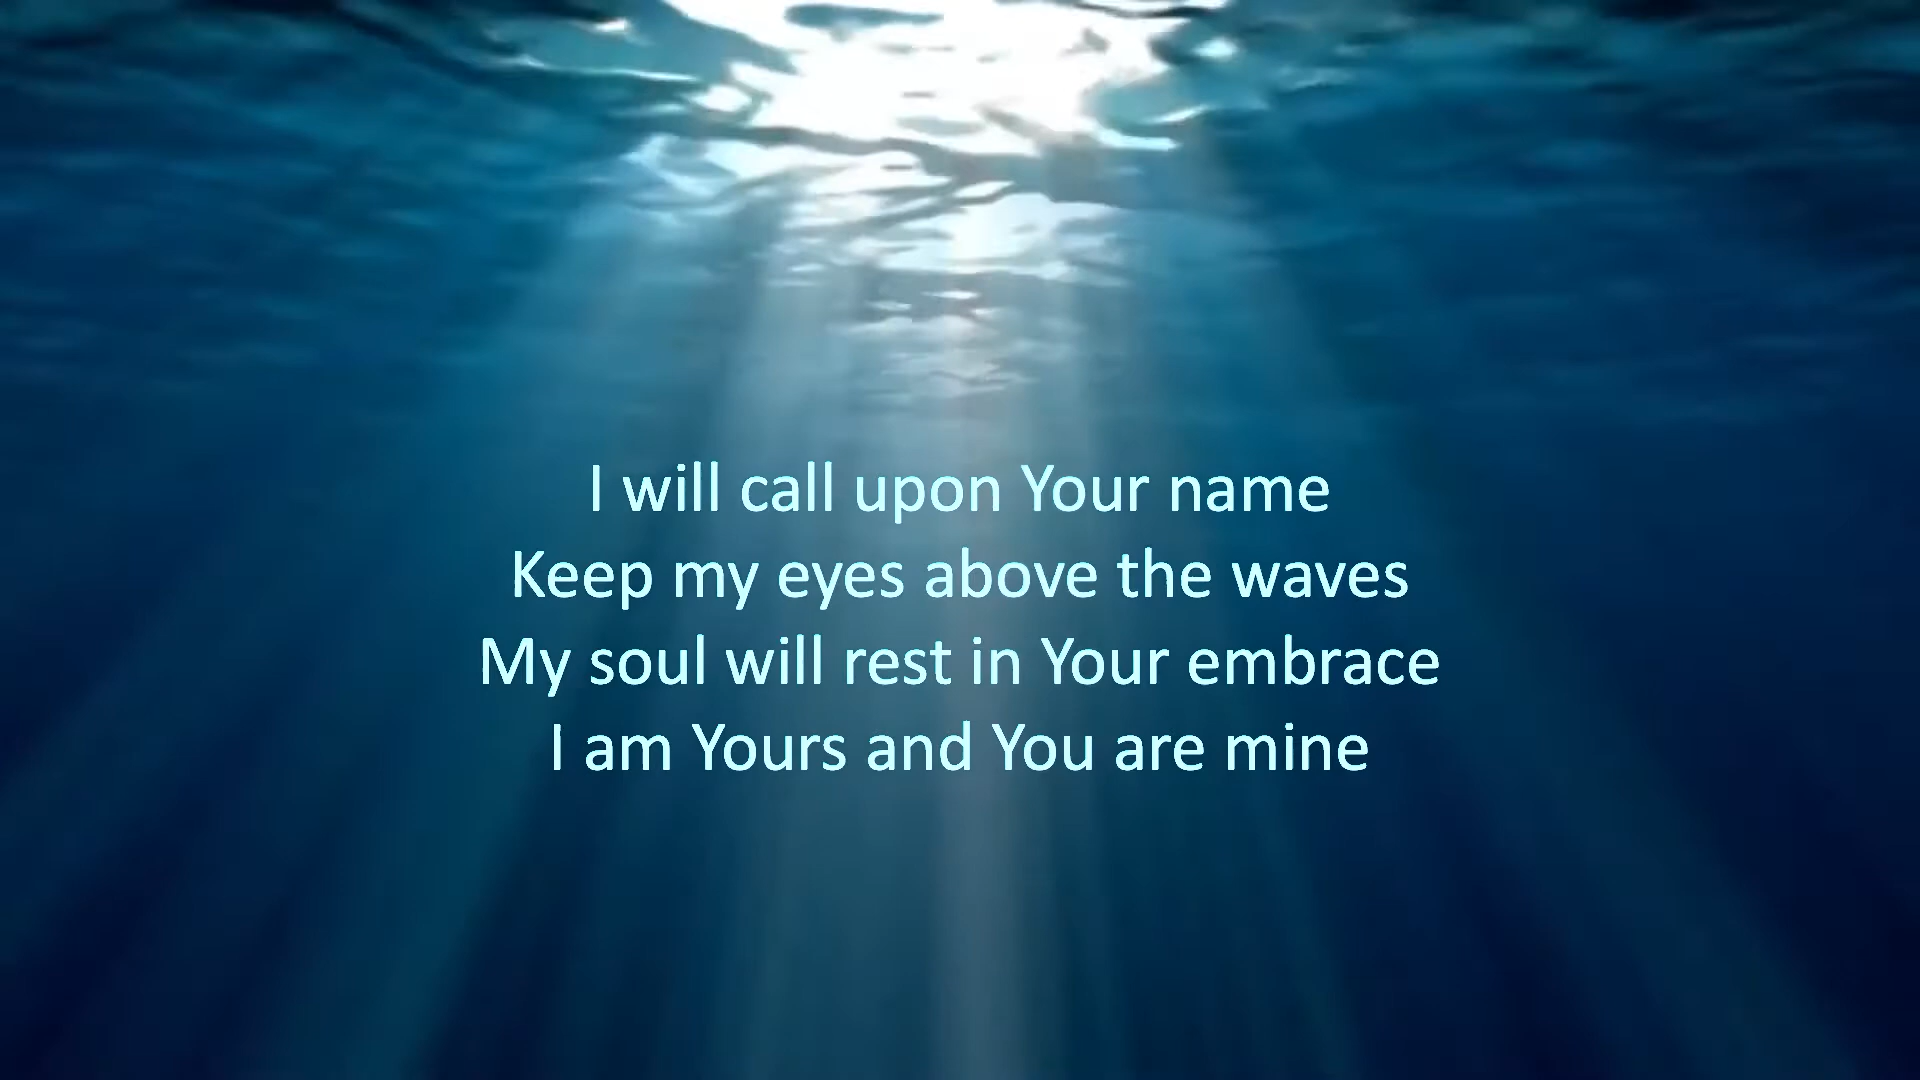 I will call upon Your name
Keep my eyes above the waves
My soul will rest in Your embrace
I am Yours and You are mine